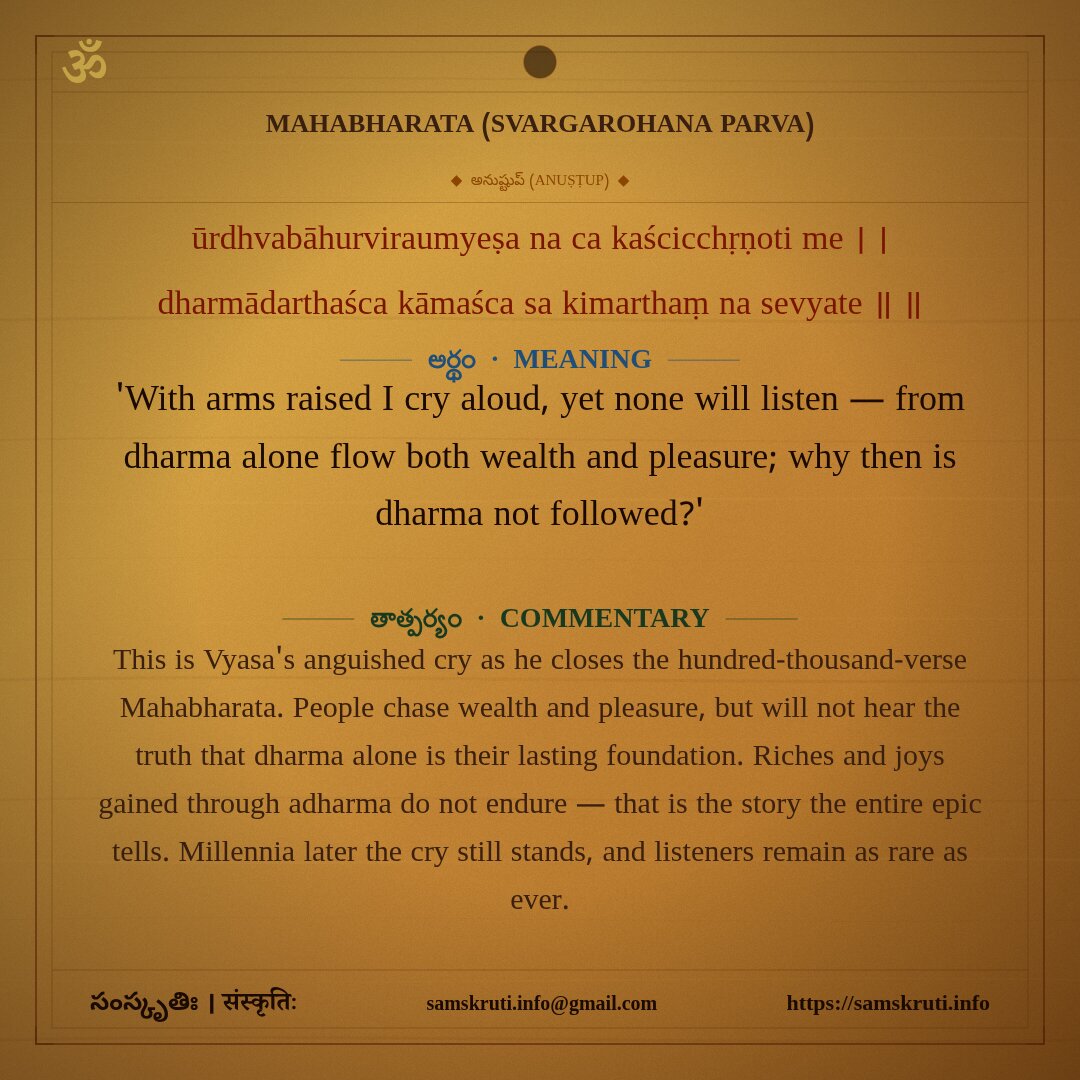 ॐ
MAHABHARATA (SVARGAROHANA PARVA)
◆ అనుష్టుప్ (ANUṢṬUP) ◆
ūrdhvabāhurviraumyeṣa na ca kaścicchṛṇoti me । ।
dharmādarthaśca kāmaśca sa kimarthaṃ na sevyate ॥ ॥
అర్థం · MEANING
'With arms raised I cry aloud, yet none will listen — from
dharma alone flow both wealth and pleasure; why then is
dharma not followed?'
తాత్పర్యం · COMMENTARY
This is Vyasa's anguished cry as he closes the hundred-thousand-verse
Mahabharata. People chase wealth and pleasure, but will not hear the
truth that dharma alone is their lasting foundation. Riches and joys
gained through adharma do not endure — that is the story the entire epic
tells. Millennia later the cry still stands, and listeners remain as rare as
ever.
సంస్కృతిః | संस्कृतिः samskruti.info@gmail.com https://samskruti.info